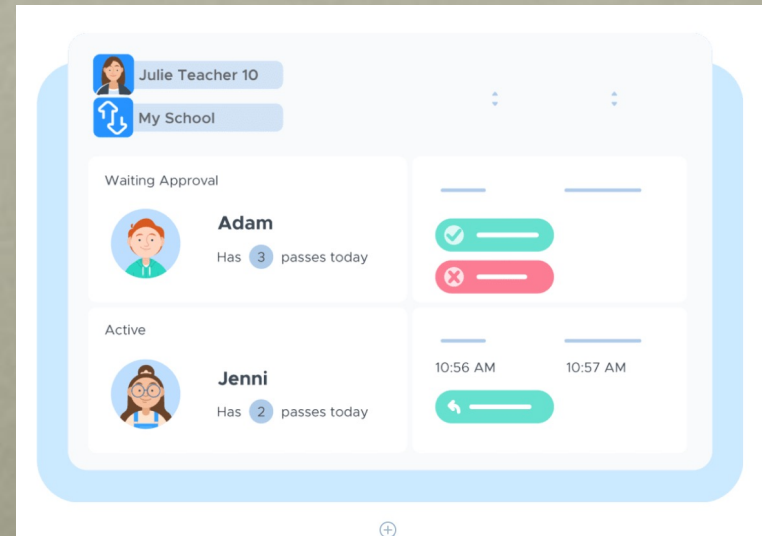 Julie Teacher 10
My School
Waiting Approval
Adam
Has 3 passes today
Active
Jenni
Has 2 passes today
10:56 AM 10:57 AM